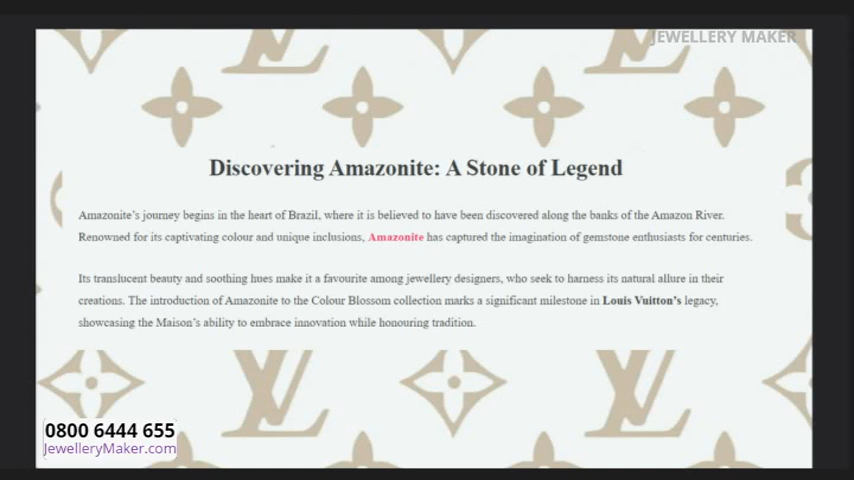 JEWELLERY MAKER
Discovering Amazonite: A Stone of Legend
Amazonite's journey begins in the heart of Brazil, where it is believed to have been discovered along the banks of the Amazon River.
Renowned for its captivating colour and unique inclusions, Amazonite has captured the imagination of gemstone enthusiasts for centuries.
Its translucent beauty and soothing hues make it a favourite among jewellery designers, who seek to harness its natural allure in their
creations. The introduction of Amazonite to the Colour Blossom collection marks a significant milestone in Louis Vuitton's legacy,
showcasing the Maison's ability to embrace innovation while honouring tradition.
0800 6444 655
JewelleryMaker.com